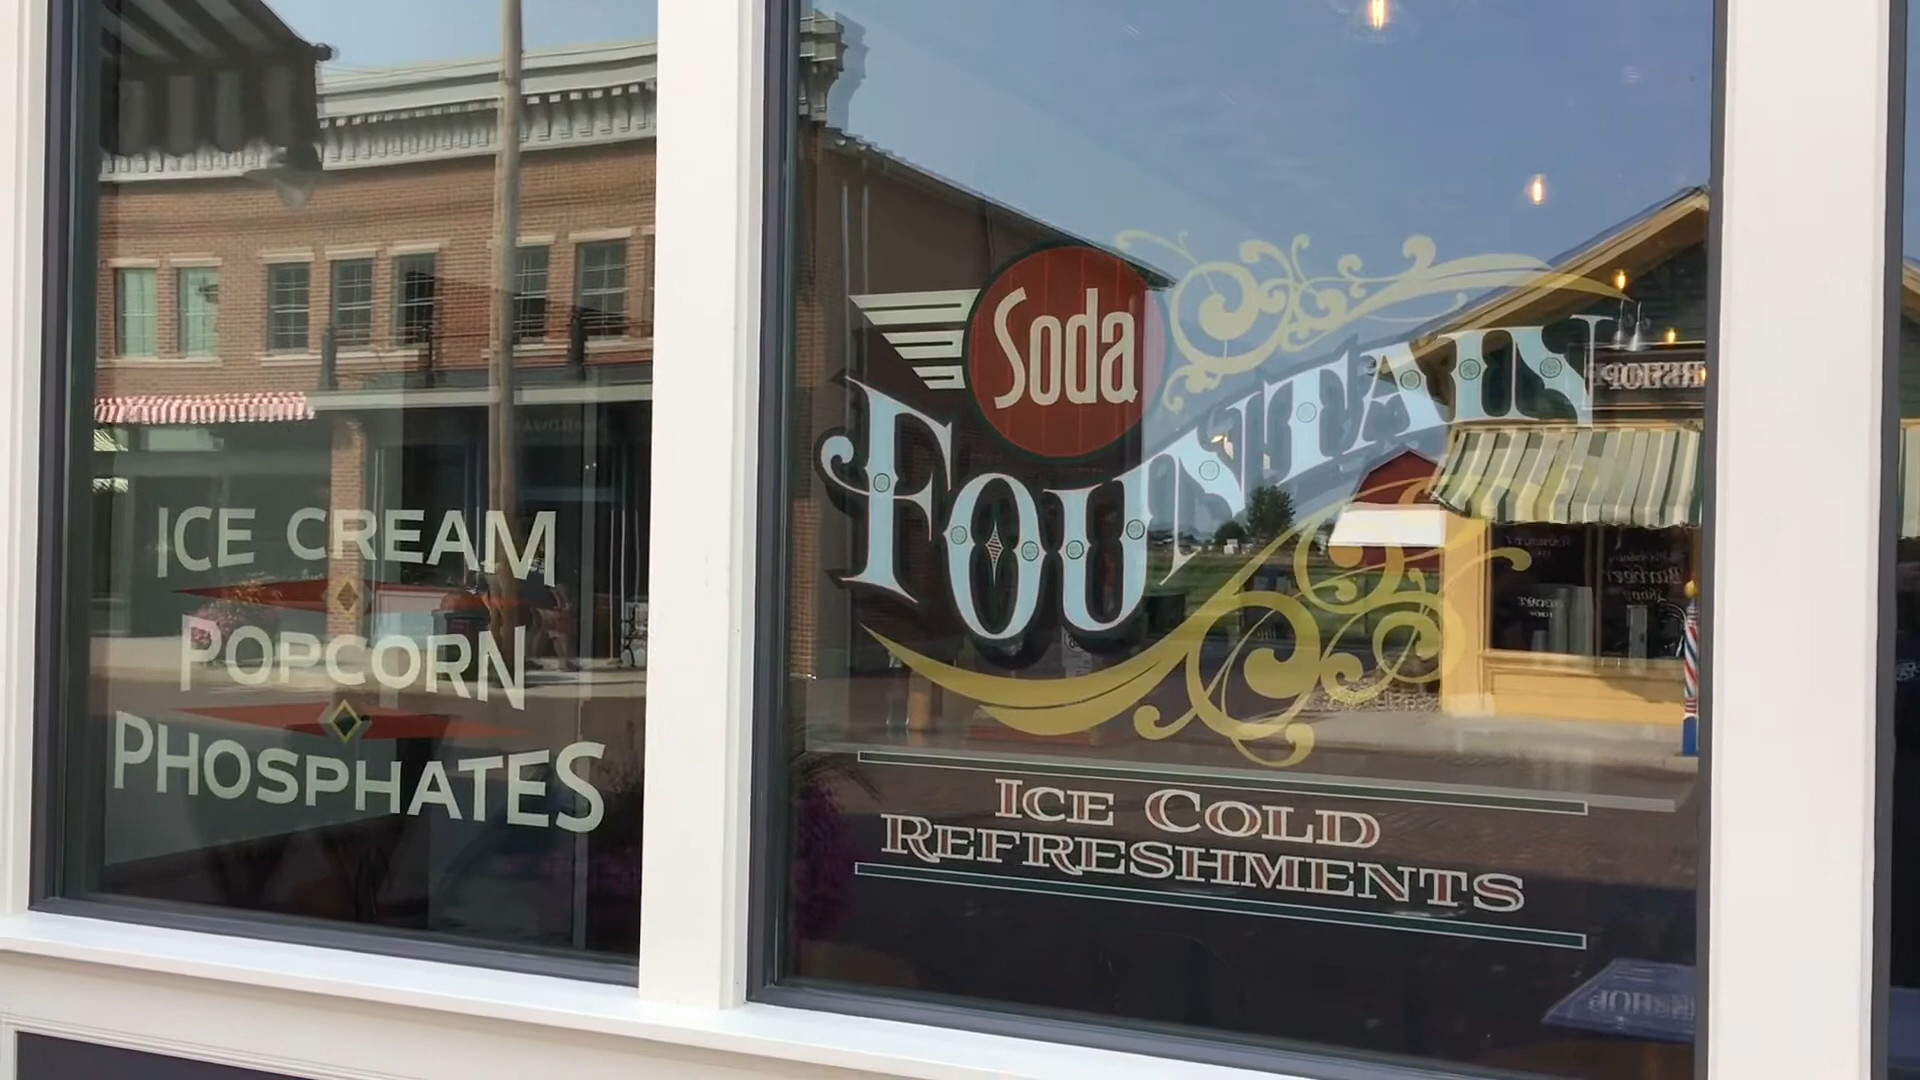 ICE CREAM
POPCORN
PHOSPHATES
Soda
FOUNTAIN
ICE COLD
REFRESHMENTS